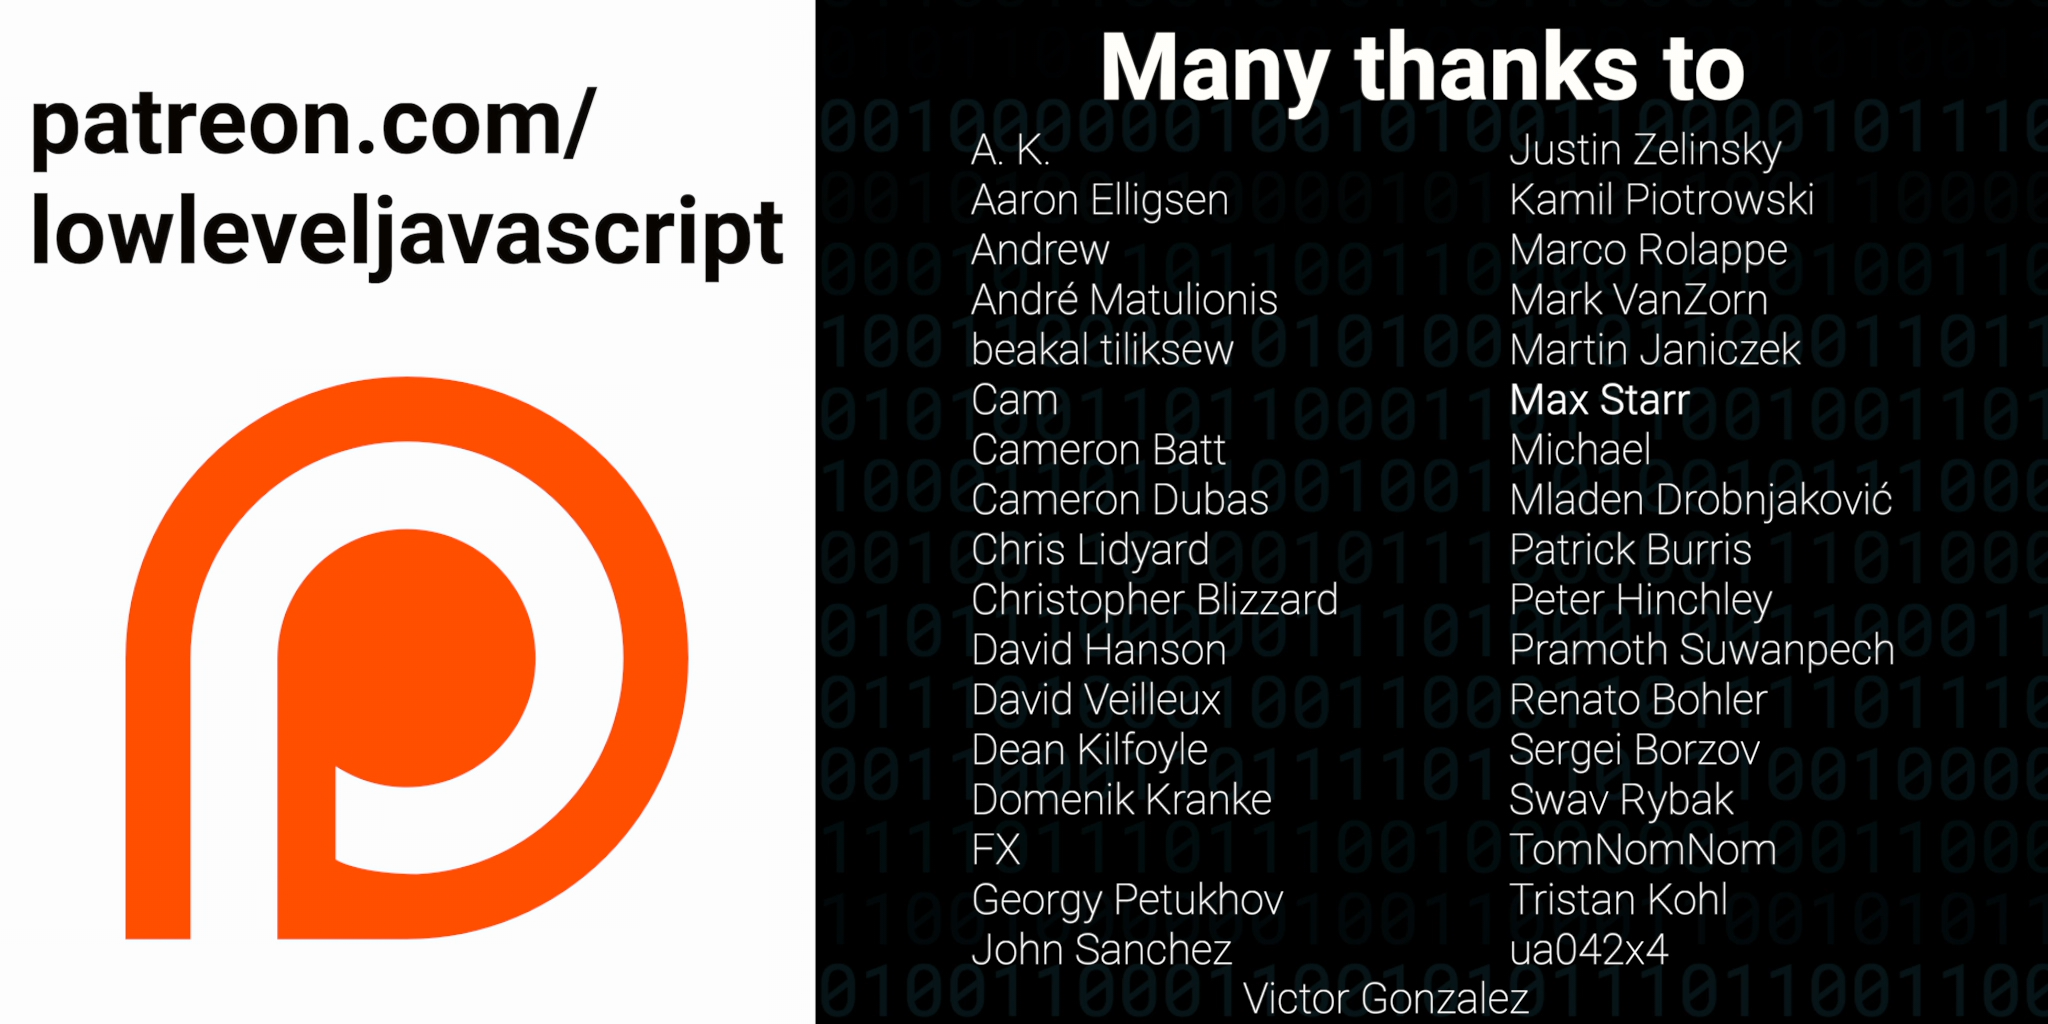 patreon.com/
lowleveljavascript
Many thanks to
A. K.
Aaron Elligsen
Andrew
André Matulionis
beakal tiliksew
Cam
Cameron Batt
Cameron Dubas
Chris Lidyard
Christopher Blizzard
David Hanson
David Veilleux
Dean Kilfoyle
Domenik Kranke
FX
Georgy Petukhov
John Sanchez
Justin Zelinsky
Kamil Piotrowski
Marco Rolappe
Mark VanZorn
Martin Janiczek
Max Starr
Michael
Mladen Drobnjaković
Patrick Burris
Peter Hinchley
Pramoth Suwanpech
Renato Bohler
Sergei Borzov
Swav Rybak
TomNomNom
Tristan Kohl
ua042x4
Victor Gonzalez